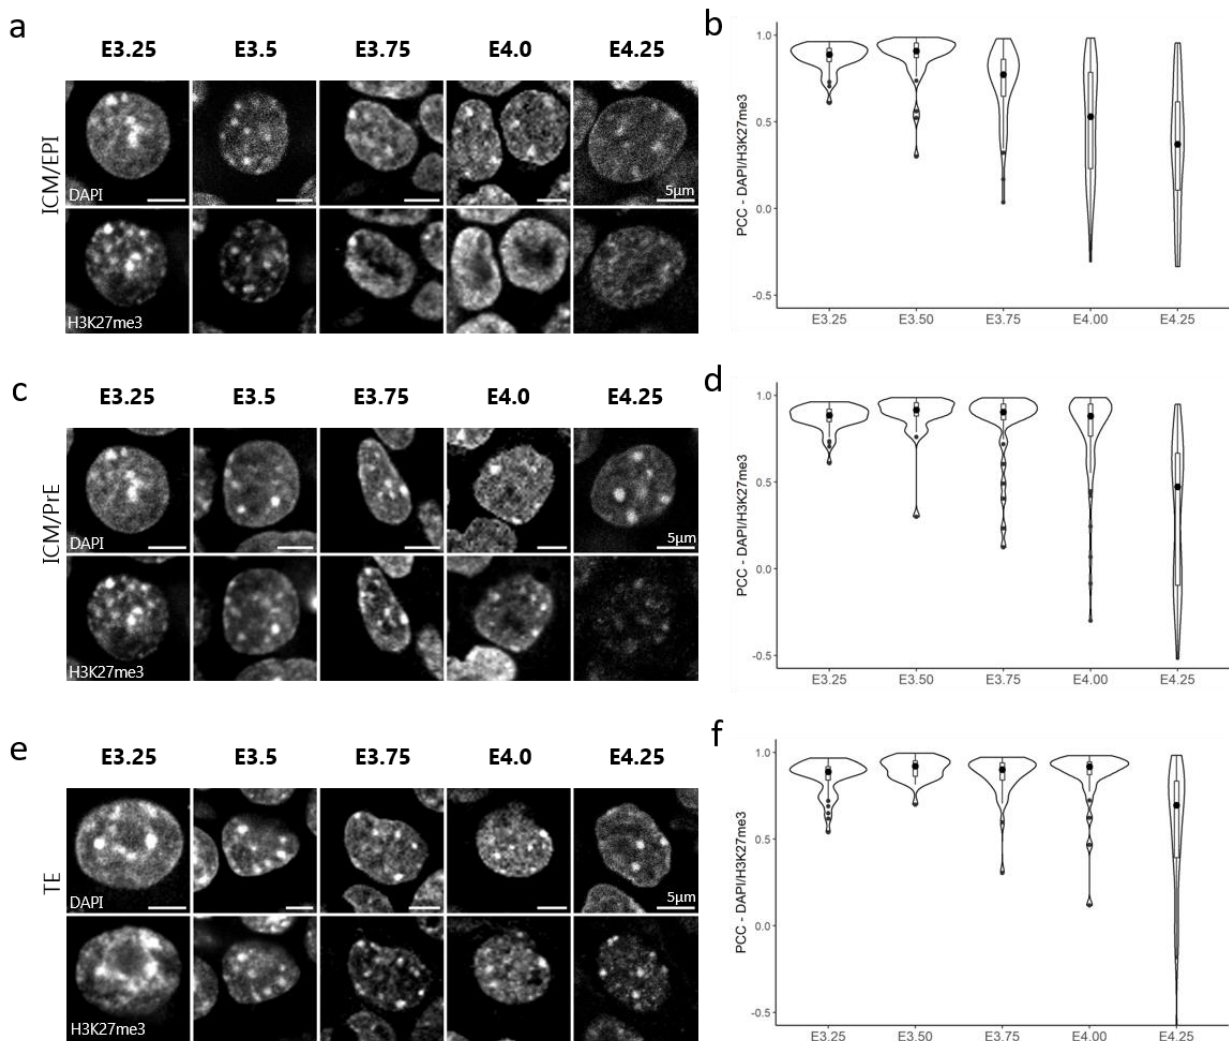 a
E3.25 E3.5 E3.75 E4.0 E4.25
ICM/EPI
DAPI
5µm
H3K27me3
b
PCC - DAPI/H3K27me3
1.0
0.5
0.0
-0.5
E3.25 E3.50 E3.75 E4.00 E4.25
c
E3.25 E3.5 E3.75 E4.0 E4.25
ICM/PrE
DAPI
5µm
H3K27me3
d
PCC - DAPI/H3K27me3
1.0
0.5
0.0
-0.5
E3.25 E3.50 E3.75 E4.00 E4.25
e
E3.25 E3.5 E3.75 E4.0 E4.25
TE
DAPI
5µm
H3K27me3
f
PCC - DAPI/H3K27me3
1.0
0.5
0.0
-0.5
E3.25 E3.50 E3.75 E4.00 E4.25